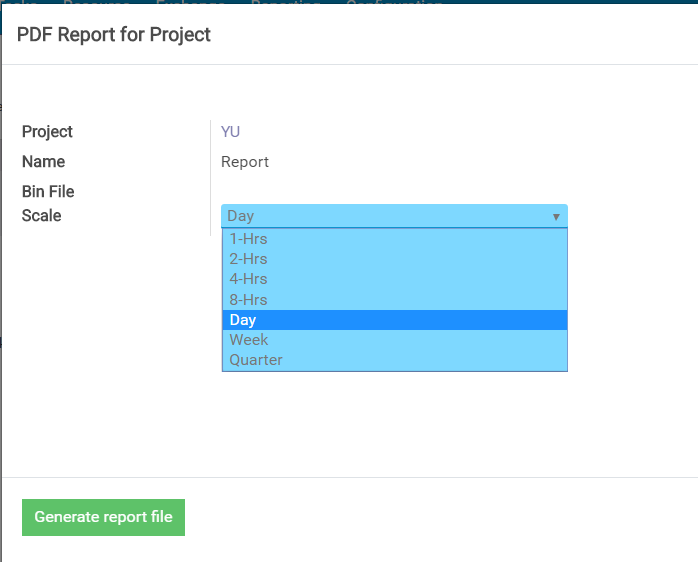 PDF Report for Project
Project YU
Name Report
Bin File
Scale Day
1-Hrs
2-Hrs
4-Hrs
8-Hrs
Day
Week
Quarter
Generate report file